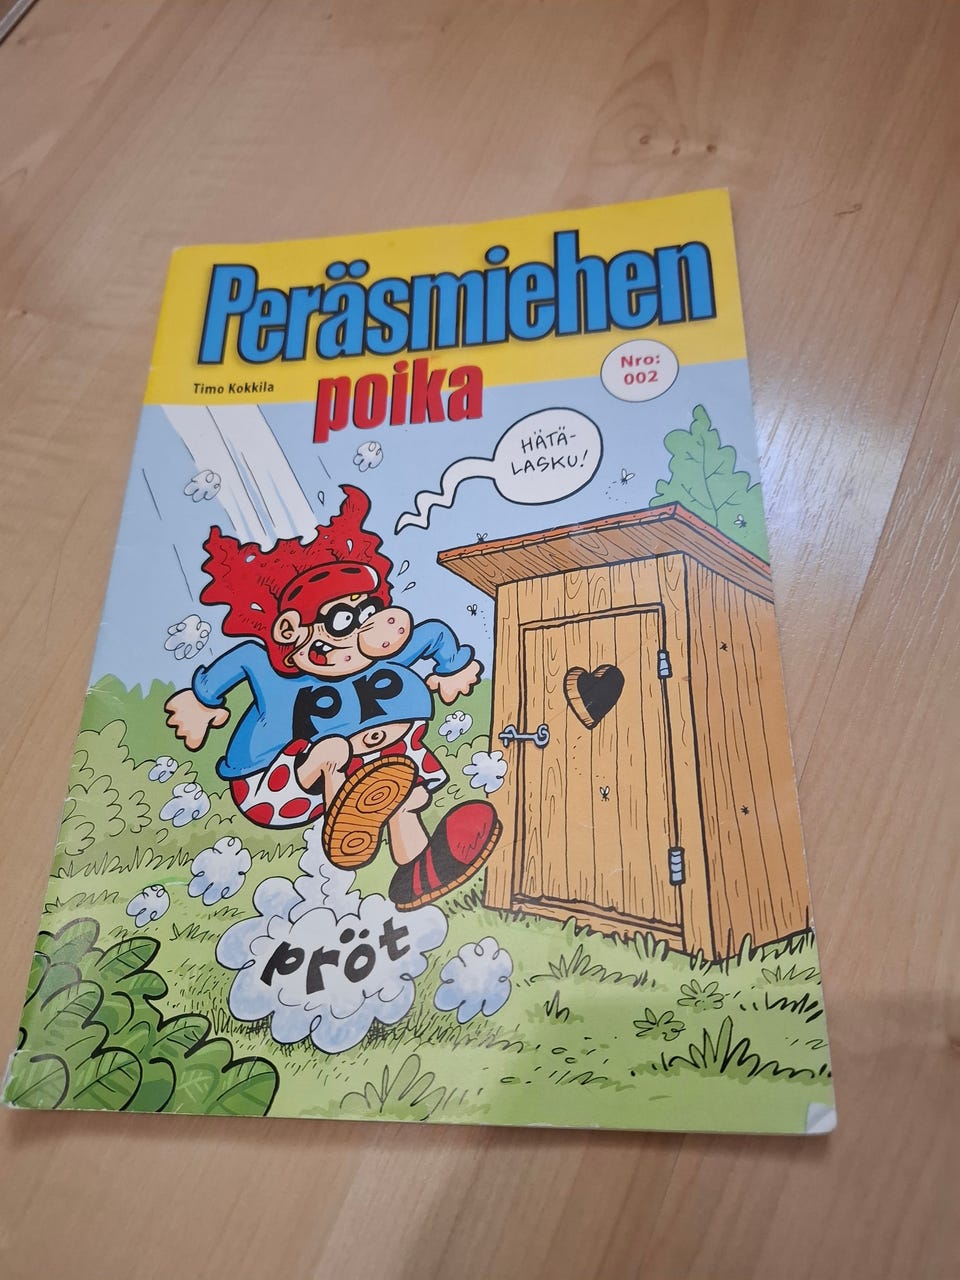 Peräsmiehen
poika
Timo Kokkila
Nro:
002
HÄTÄ-
LASKU!
PP
pröt